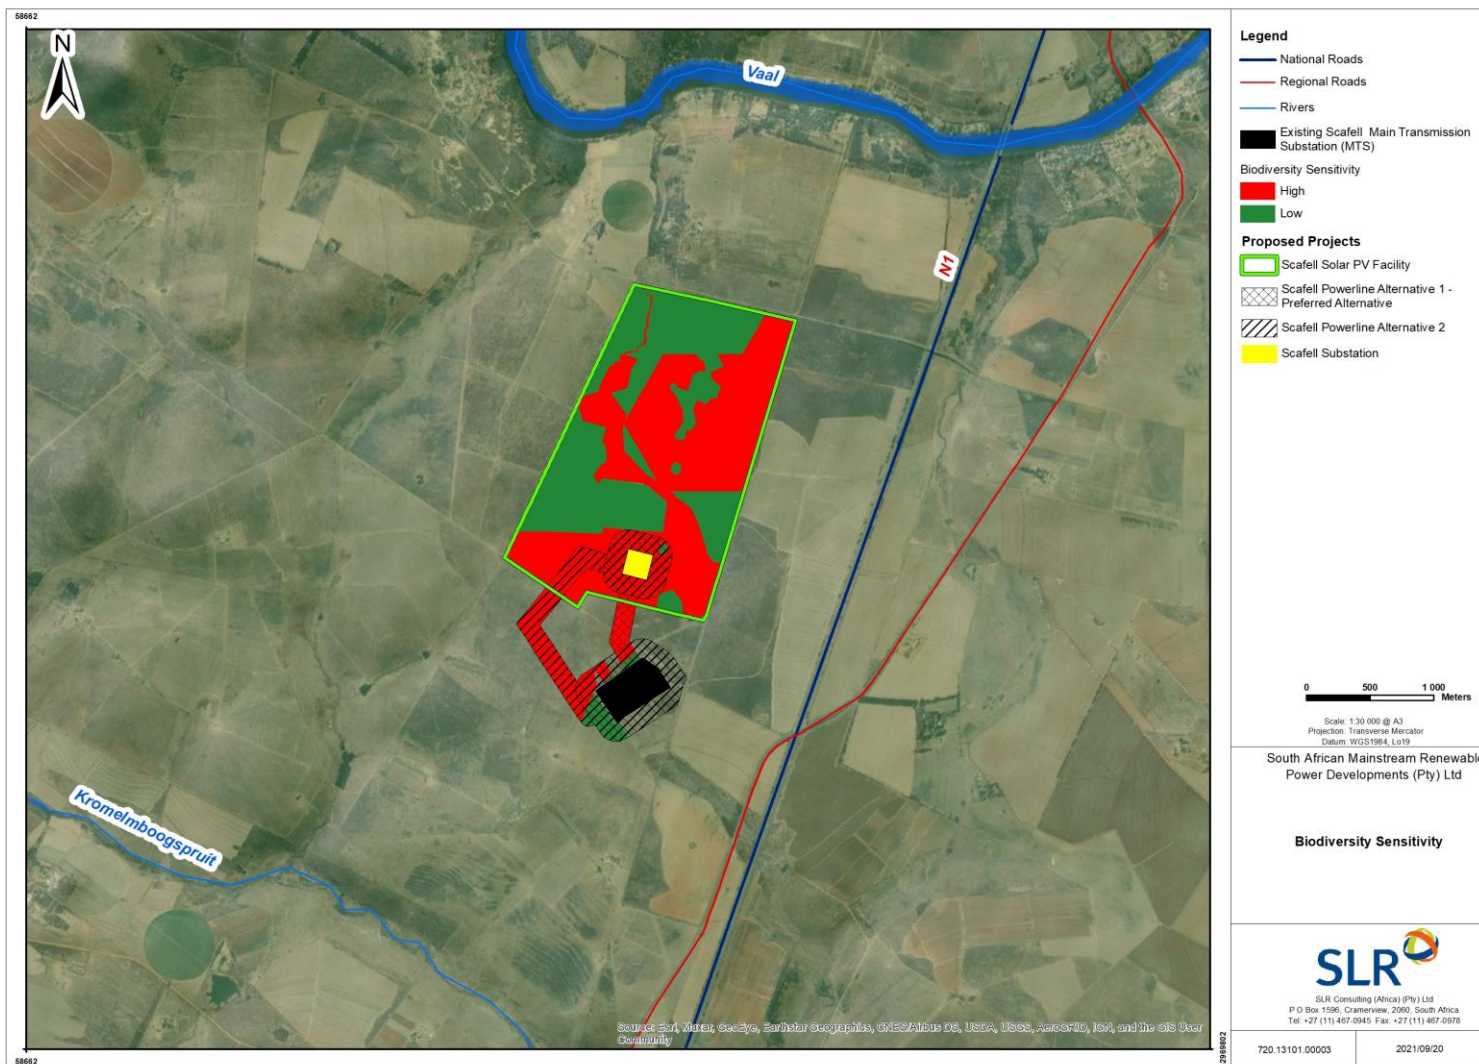 58662
N
Vaal
N1
Kromelmboogspruit
Source: Esri, Maxar, GeoEye, Earthstar Geographics, CNES/Airbus DS, USDA, USGS, AeroGRID, IGN, and the GIS User
Community
58662
2969802
Legend
National Roads
Regional Roads
Rivers
Existing Scafell Main Transmission
Substation (MTS)
Biodiversity Sensitivity
High
Low
Proposed Projects
Scafell Solar PV Facility
Scafell Powerline Alternative 1 -
Preferred Alternative
Scafell Powerline Alternative 2
Scafell Substation
0 500 1 000
Meters
Scale: 1:30 000 @ A3
Projection: Transverse Mercator
Datum: WGS1984, Lo19
South African Mainstream Renewabl
Power Developments (Pty) Ltd
Biodiversity Sensitivity
SLR
SLR Consulting (Africa) (Pty) Ltd
P O Box 1596, Cramerview, 2060, South Africa
Tel: +27 (11) 467-0945 Fax: +27 (11) 467-0978
720.13101.00003
2021/09/20